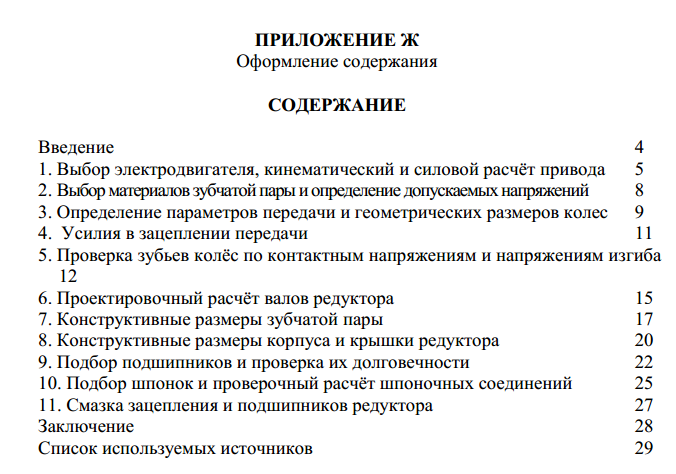 ПРИЛОЖЕНИЕ Ж
Оформление содержания
СОДЕРЖАНИЕ
Введение 4
1. Выбор электродвигателя, кинематический и силовой расчёт привода 5
2. Выбор материалов зубчатой пары и определение допускаемых напряжений 8
3. Определение параметров передачи и геометрических размеров колес 9
4. Усилия в зацеплении передачи 11
5. Проверка зубьев колёс по контактным напряжениям и напряжениям изгиба
12
6. Проектировочный расчёт валов редуктора 15
7. Конструктивные размеры зубчатой пары 17
8. Конструктивные размеры корпуса и крышки редуктора 20
9. Подбор подшипников и проверка их долговечности 22
10. Подбор шпонок и проверочный расчёт шпоночных соединений 25
11. Смазка зацепления и подшипников редуктора 27
Заключение 28
Список используемых источников 29